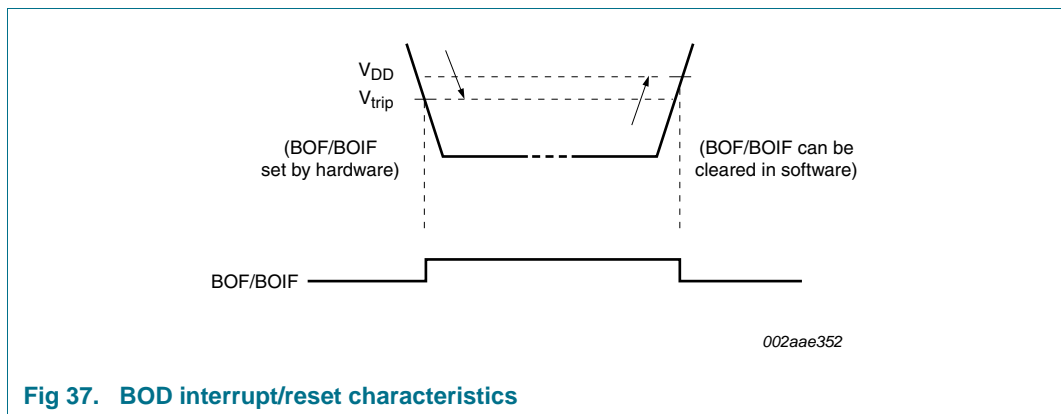 VDD
Vtrip
(BOF/BOIF
set by hardware)
(BOF/BOIF can be
cleared in software)
BOF/BOIF
002aae352
Fig 37. BOD interrupt/reset characteristics